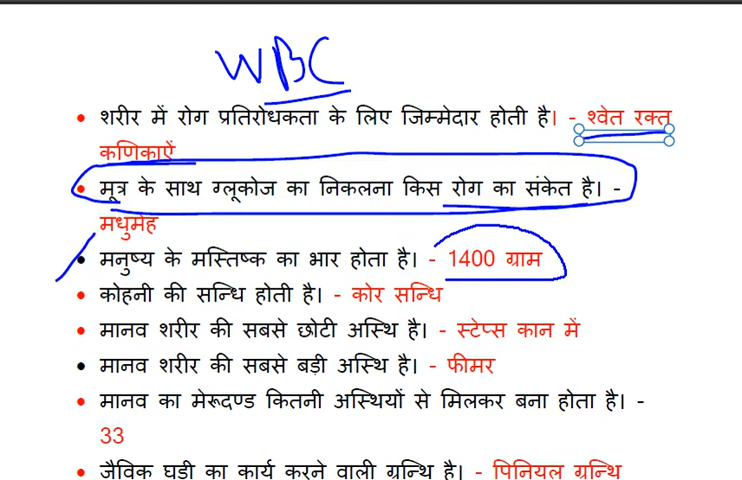 WBC
• शरीर में रोग प्रतिरोधकता के लिए जिम्मेदार होती है। - श्वेत रक्त
कणिकाऐं
• मूत्र के साथ ग्लूकोज का निकलना किस रोग का संकेत है। -
मधुमेह
• मनुष्य के मस्तिष्क का भार होता है। - 1400 ग्राम
• कोहनी की सन्धि होती है। - कोर सन्धि
• मानव शरीर की सबसे छोटी अस्थि है। - स्टेप्स कान में
• मानव शरीर की सबसे बड़ी अस्थि है। - फीमर
• मानव का मेरूदण्ड कितनी अस्थियों से मिलकर बना होता है। -
33
• जैविक घडी का कार्य करने वाली ग्रन्थि है। - पिनियल ग्रन्थि